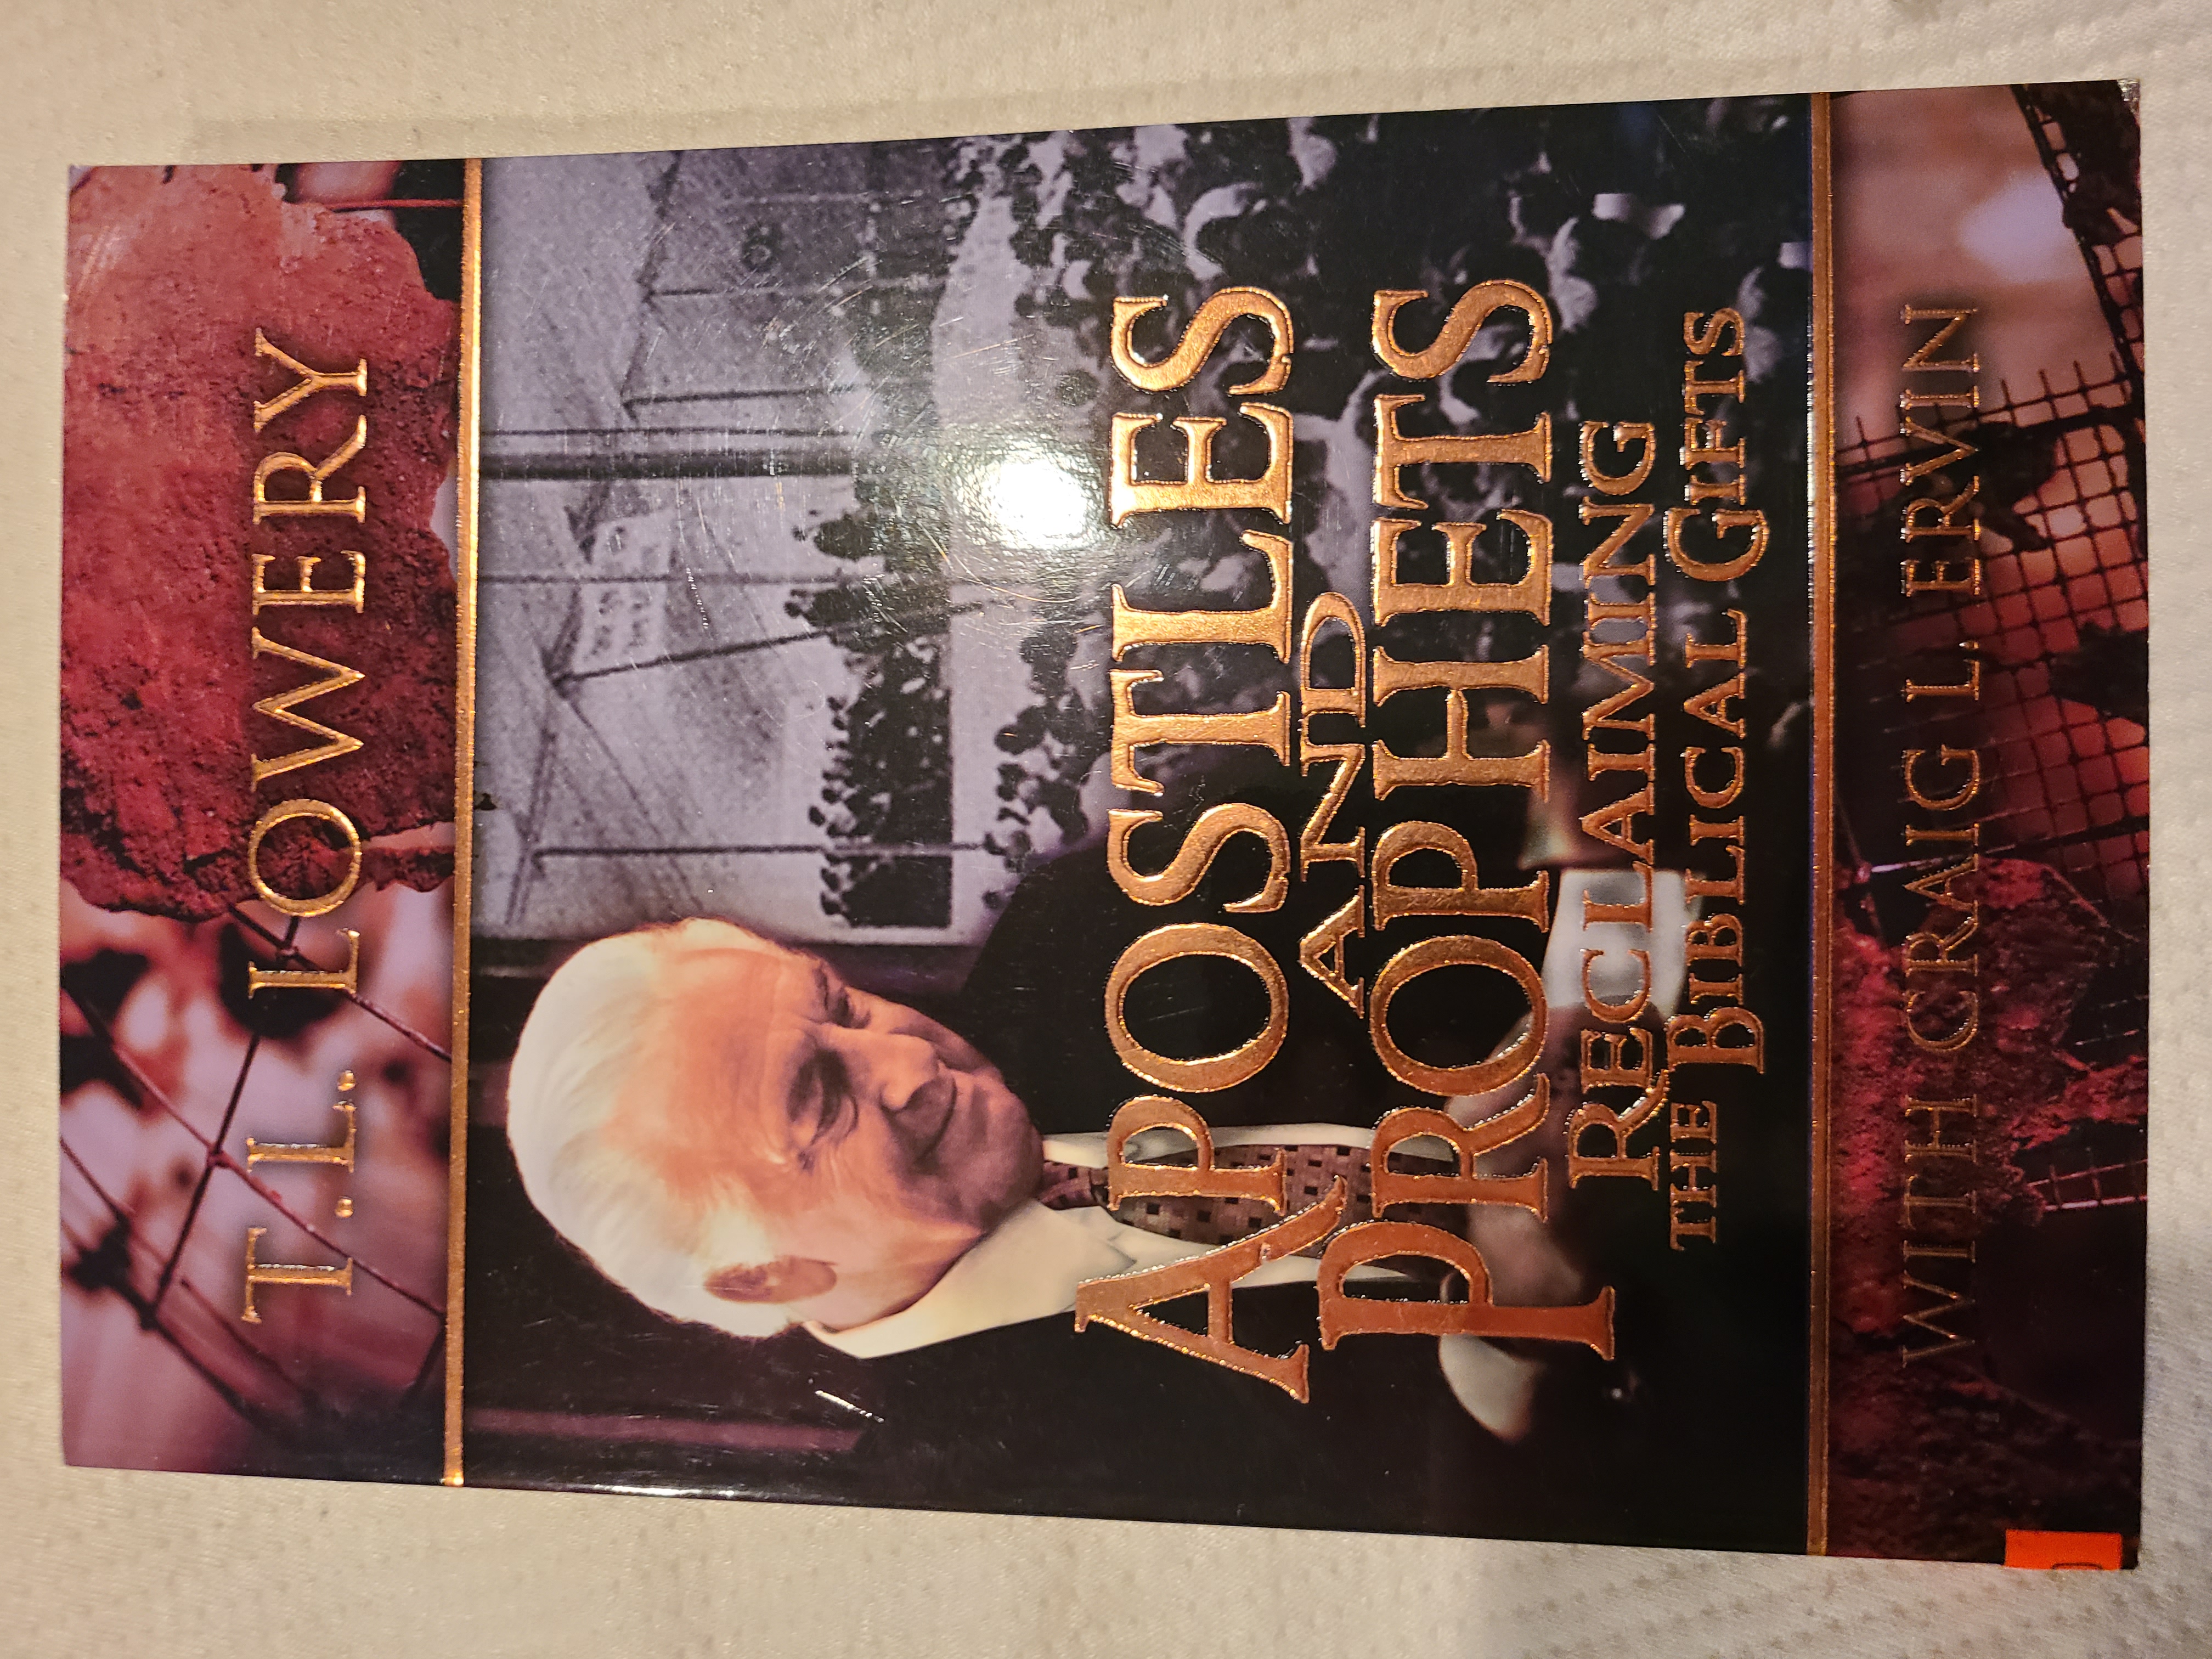 T.L. LOWERY
APOSTLES
AND
PROPHETS
RECLAIMING
THE BIBLICAL GIFTS
WITH CRAIG L. ERVIN